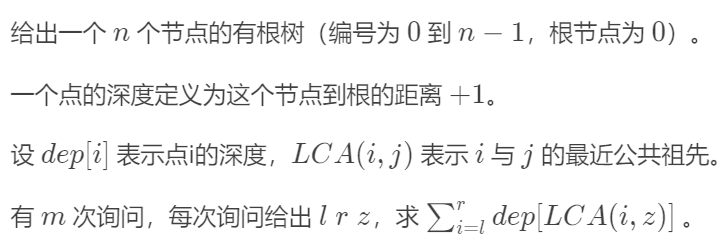 给出一个 n 个节点的有根树（编号为 0 到 n − 1，根节点为 0）。
一个点的深度定义为这个节点到根的距离 +1。
设 dep[i] 表示点i的深度，LCA(i, j) 表示 i 与 j 的最近公共祖先。
有 m 次询问，每次询问给出 l r z，求 ∑_{i=l}^{r} dep[LCA(i, z)] 。